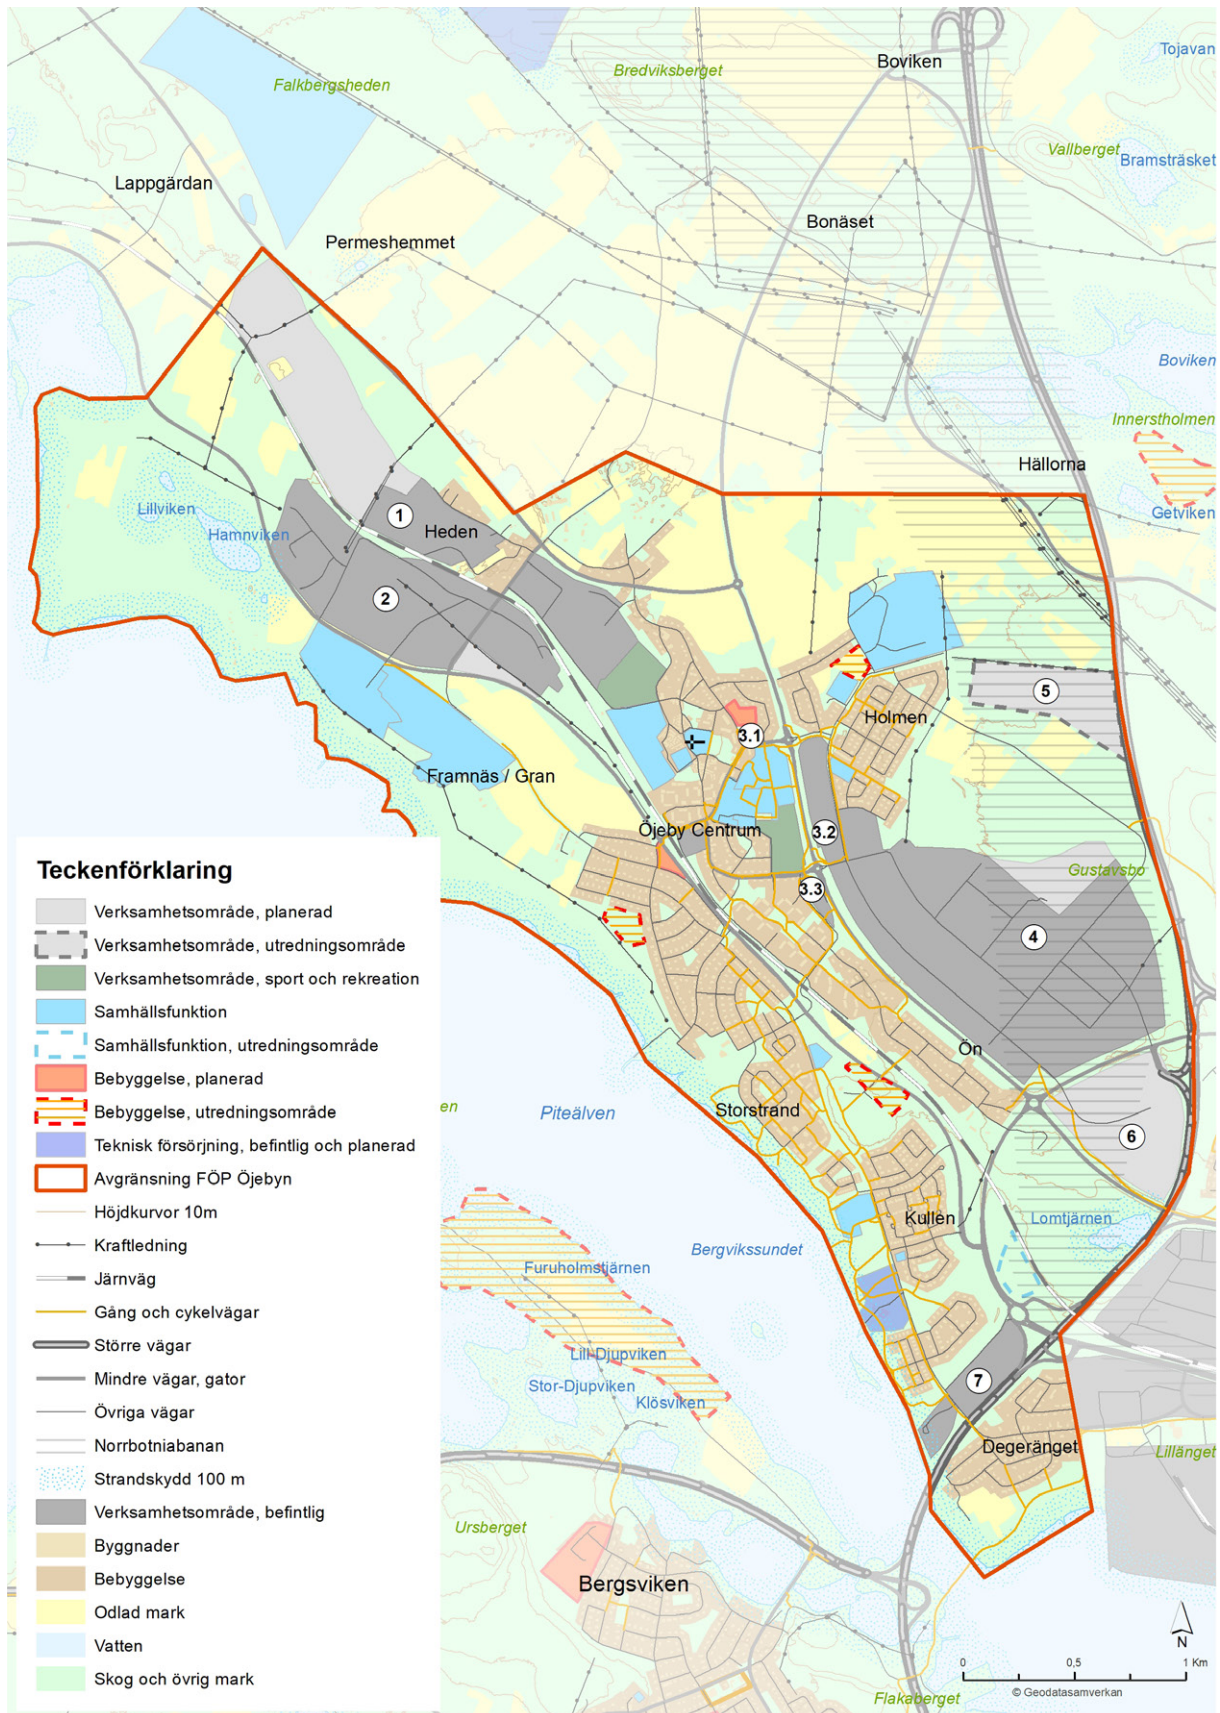 Tojavan
Boviken
Bredviksberget
Falkbergsheden
Vallberget
Bramsträsket
Lappgärdan
Bonäset
Permeshemmet
Boviken
Innerstholmen
Hällorna
Lillviken
Getviken
1
Heden
Hamnviken
2
5
Holmen
3.1
Framnäs / Gran
Öjeby Centrum
3.2
Gustavsbo
3.3
4
Ön
Storstrand
Piteälven
6
en
Kullen
Lomtjärnen
Bergvikssundet
Furuholmstjärnen
Lill-Djupviken
Stor-Djupviken
Klösviken
7
Degeränget
Lillänget
Ursberget
Bergsviken
Flakaberget
Teckenförklaring
Verksamhetsområde, planerad
Verksamhetsområde, utredningsområde
Verksamhetsområde, sport och rekreation
Samhällsfunktion
Samhällsfunktion, utredningsområde
Bebyggelse, planerad
Bebyggelse, utredningsområde
Teknisk försörjning, befintlig och planerad
Avgränsning FÖP Öjebyn
Höjdkurvor 10m
Kraftledning
Järnväg
Gång och cykelvägar
Större vägar
Mindre vägar, gator
Övriga vägar
Norrbotniabanan
Strandskydd 100 m
Verksamhetsområde, befintlig
Byggnader
Bebyggelse
Odlad mark
Vatten
Skog och övrig mark
N
0 0,5 1 Km
© Geodatasamverkan